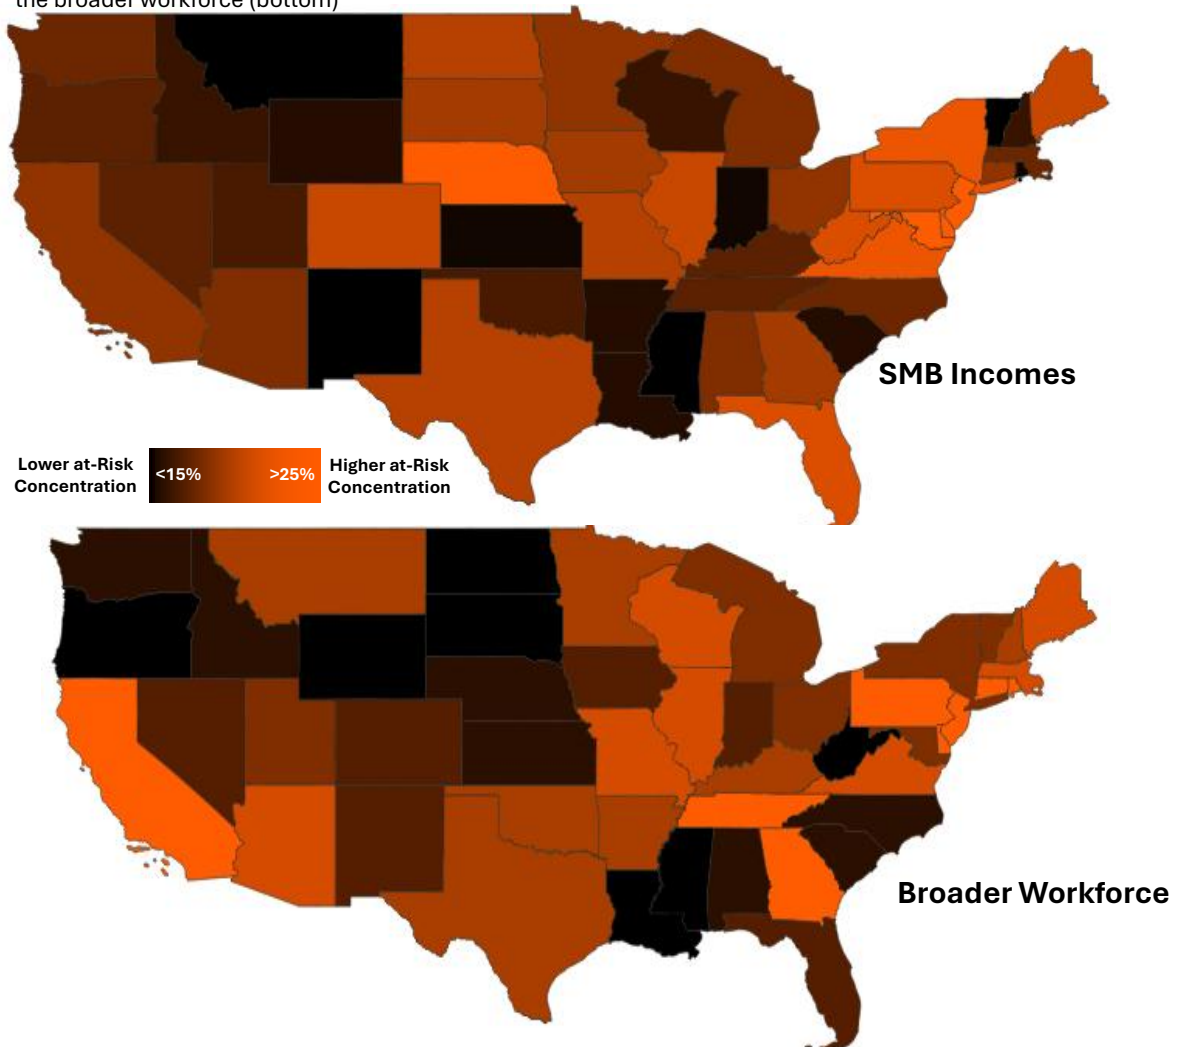 the broader workforce (bottom)
SMB Incomes
Lower at-Risk
Concentration
<15%
>25%
Higher at-Risk
Concentration
Broader Workforce